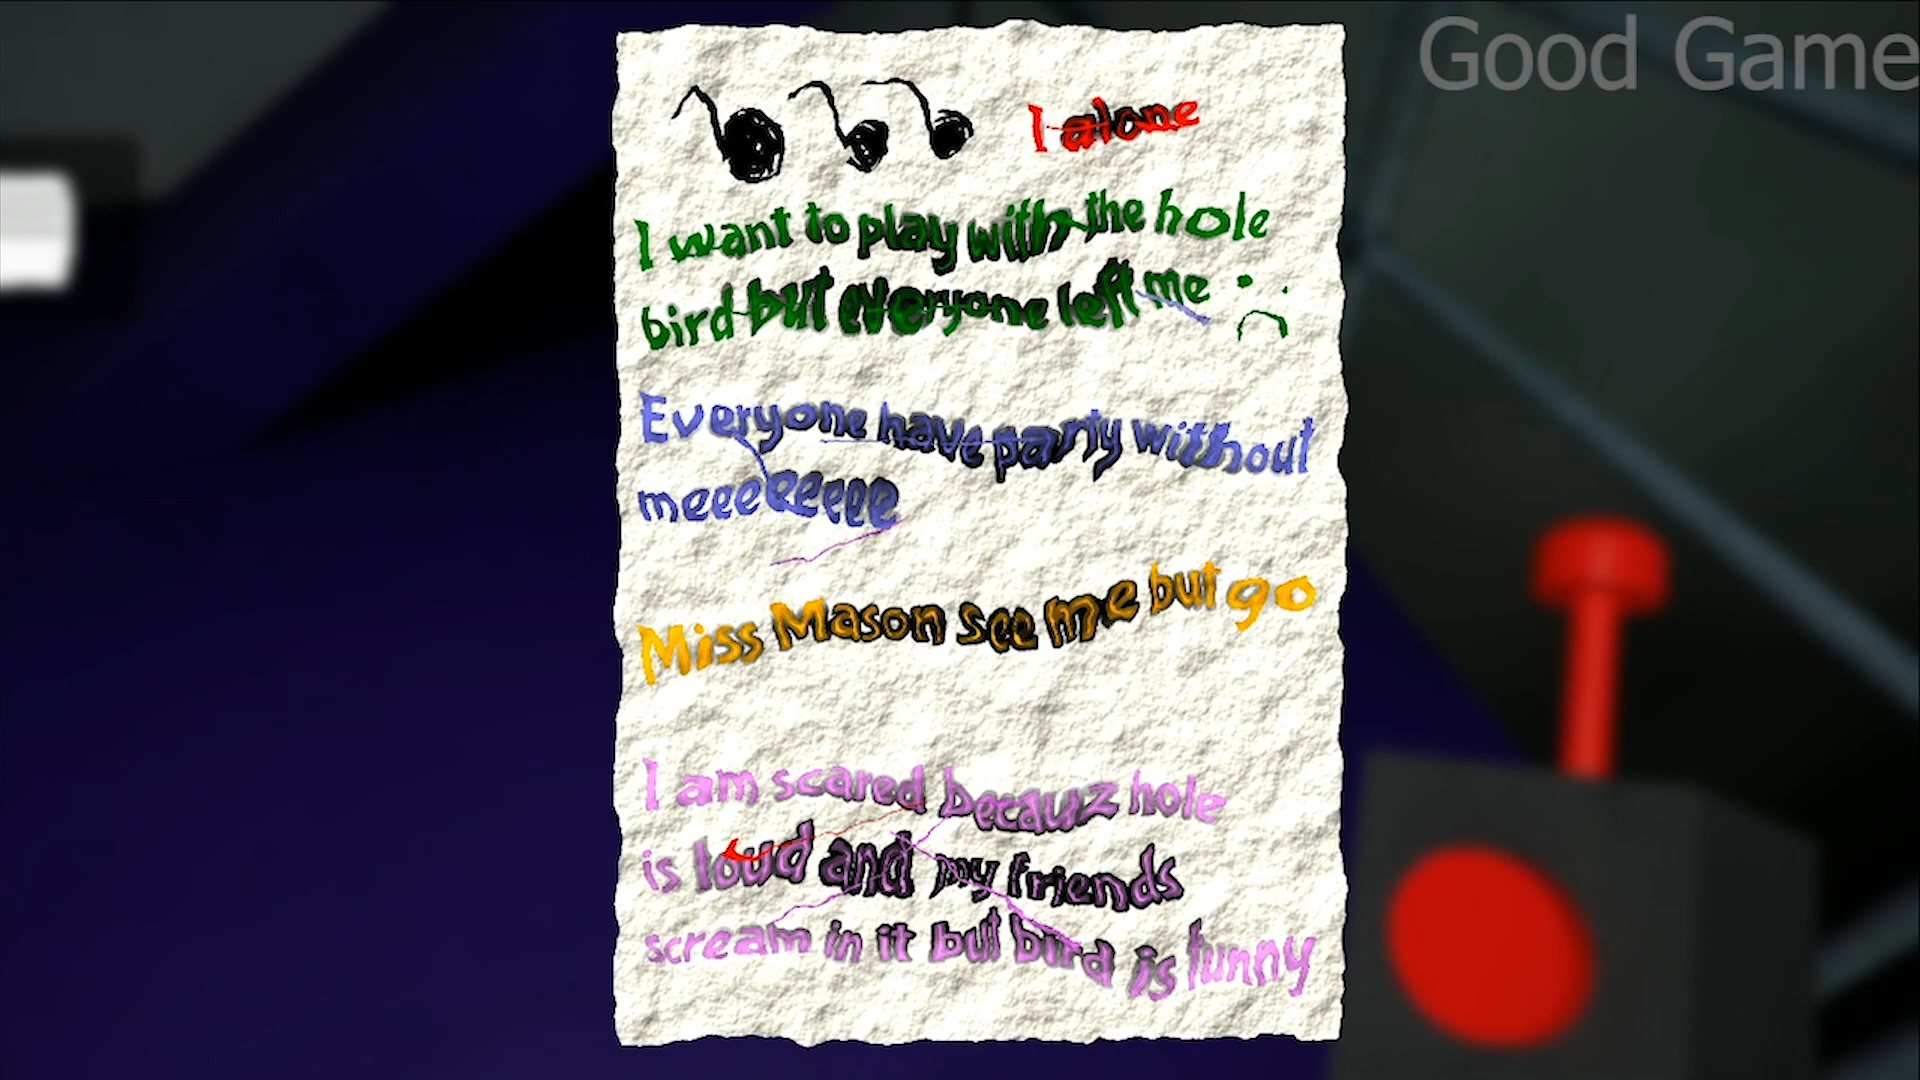 Good Game
I alone
I want to play with the hole
bird but everyone left me :(
Everyone have party without
meeeeeeee
Miss Mason see me but go
I am scared becauz hole
is loud and my friends
scream in it but bird is funny